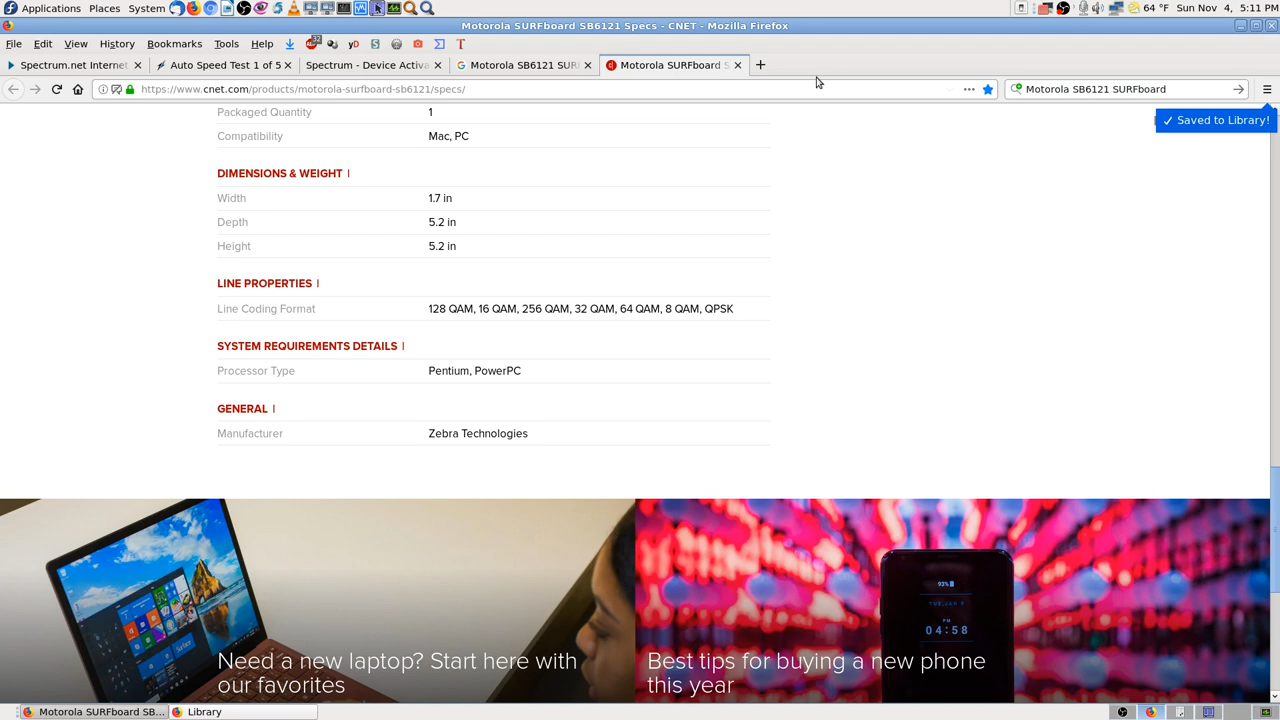 Applications Places System 64 °F Sun Nov 4, 5:11 PM
Motorola SURFboard SB6121 Specs - CNET - Mozilla Firefox
File Edit View History Bookmarks Tools Help
Spectrum.net Internet Auto Speed Test 1 of 5 Spectrum - Device Activa Motorola SB6121 SUR Motorola SURFboard S
https://www.cnet.com/products/motorola-surfboard-sb6121/specs/ Motorola SB6121 SURFboard
✓ Saved to Library!
Packaged Quantity 1
Compatibility Mac, PC
DIMENSIONS & WEIGHT |
Width 1.7 in
Depth 5.2 in
Height 5.2 in
LINE PROPERTIES |
Line Coding Format 128 QAM, 16 QAM, 256 QAM, 32 QAM, 64 QAM, 8 QAM, QPSK
SYSTEM REQUIREMENTS DETAILS |
Processor Type Pentium, PowerPC
GENERAL |
Manufacturer Zebra Technologies
93%
04:58
Need a new laptop? Start here with
our favorites
Best tips for buying a new phone
this year
Motorola SURFboard SB... Library